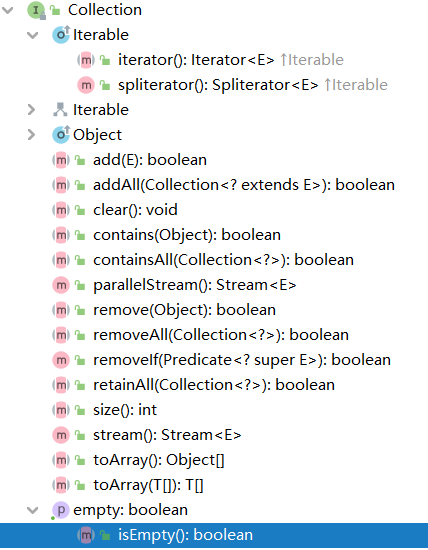 Collection
Iterable
iterator(): Iterator<E> ↑Iterable
spliterator(): Spliterator<E> ↑Iterable
Iterable
Object
add(E): boolean
addAll(Collection<? extends E>): boolean
clear(): void
contains(Object): boolean
containsAll(Collection<?>): boolean
parallelStream(): Stream<E>
remove(Object): boolean
removeAll(Collection<?>): boolean
removeIf(Predicate<? super E>): boolean
retainAll(Collection<?>): boolean
size(): int
stream(): Stream<E>
toArray(): Object[]
toArray(T[]): T[]
empty: boolean
isEmpty(): boolean